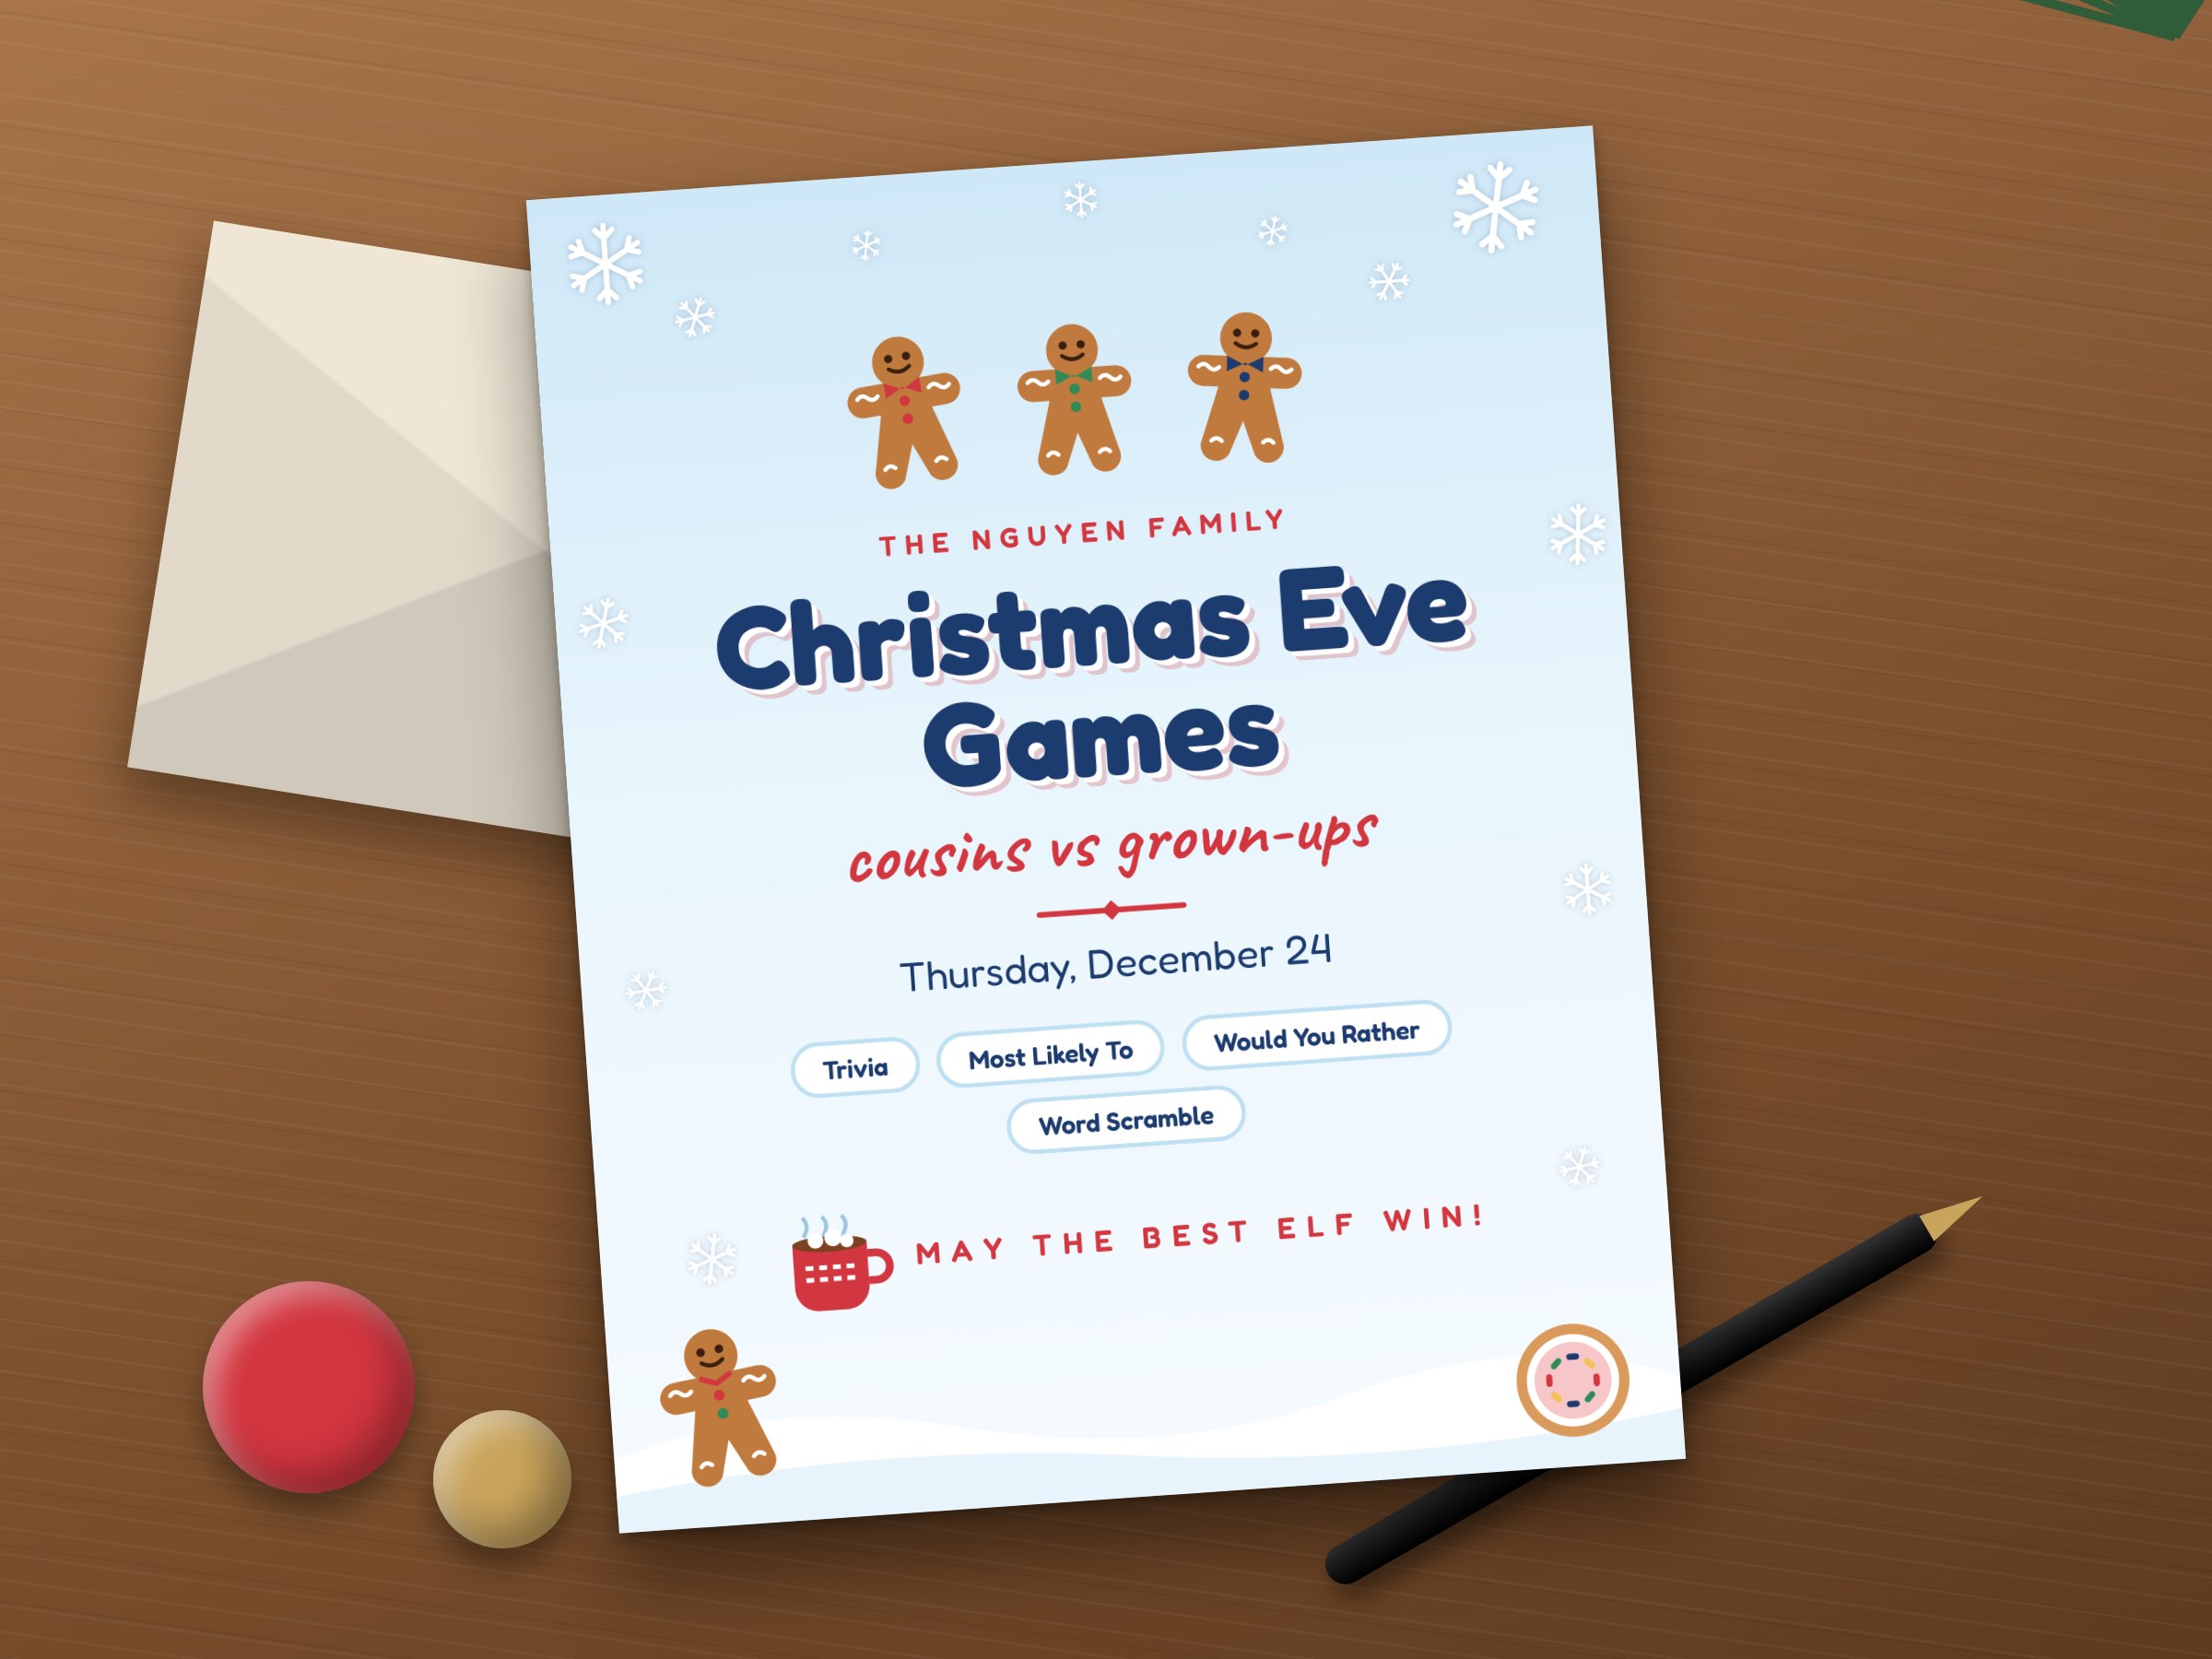 THE NGUYEN FAMILY
Christmas Eve
Games
cousins vs grown-ups
Thursday, December 24
Trivia
Most Likely To
Would You Rather
Word Scramble
MAY THE BEST ELF WIN!